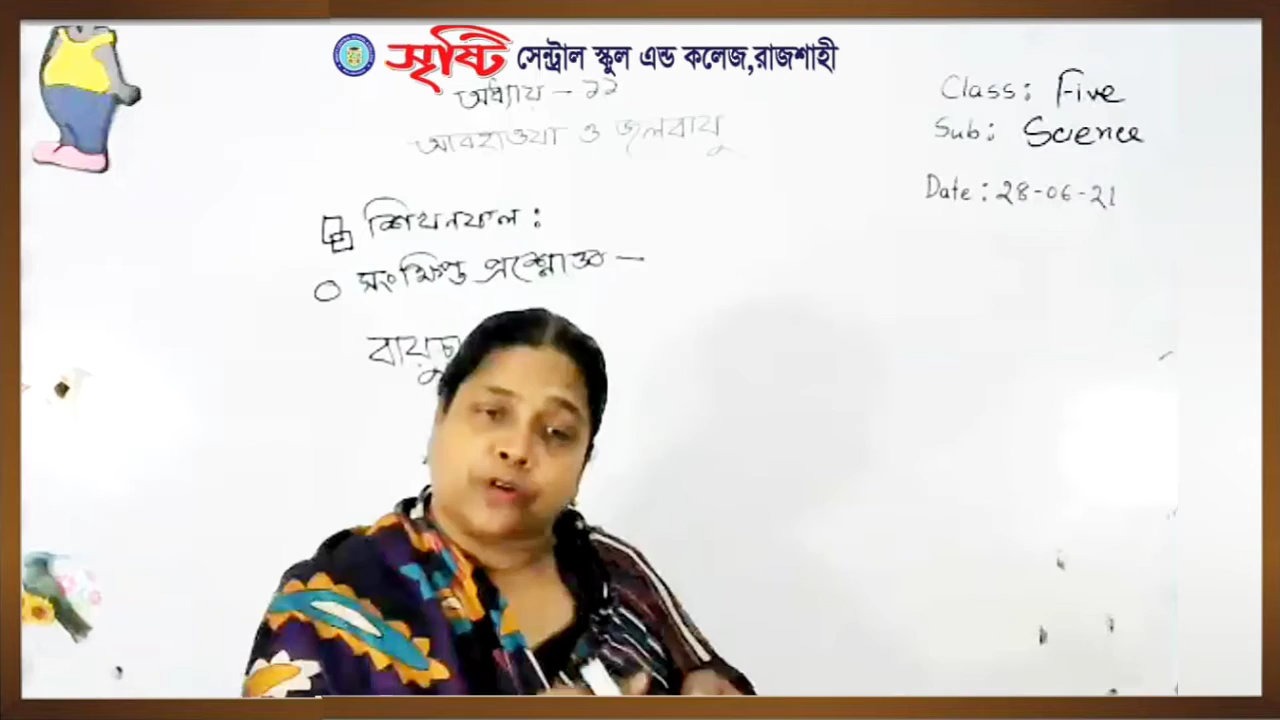 সৃষ্টি সেন্ট্রাল স্কুল এন্ড কলেজ,রাজশাহী
অধ্যায় - ১১
আবহাওয়া ও জলবায়ু
Class: Five
Sub: Science
Date: 28-06-21
শিখনফল:
সংক্ষিপ্ত প্রশ্নোত্তর -
বায়ুচ